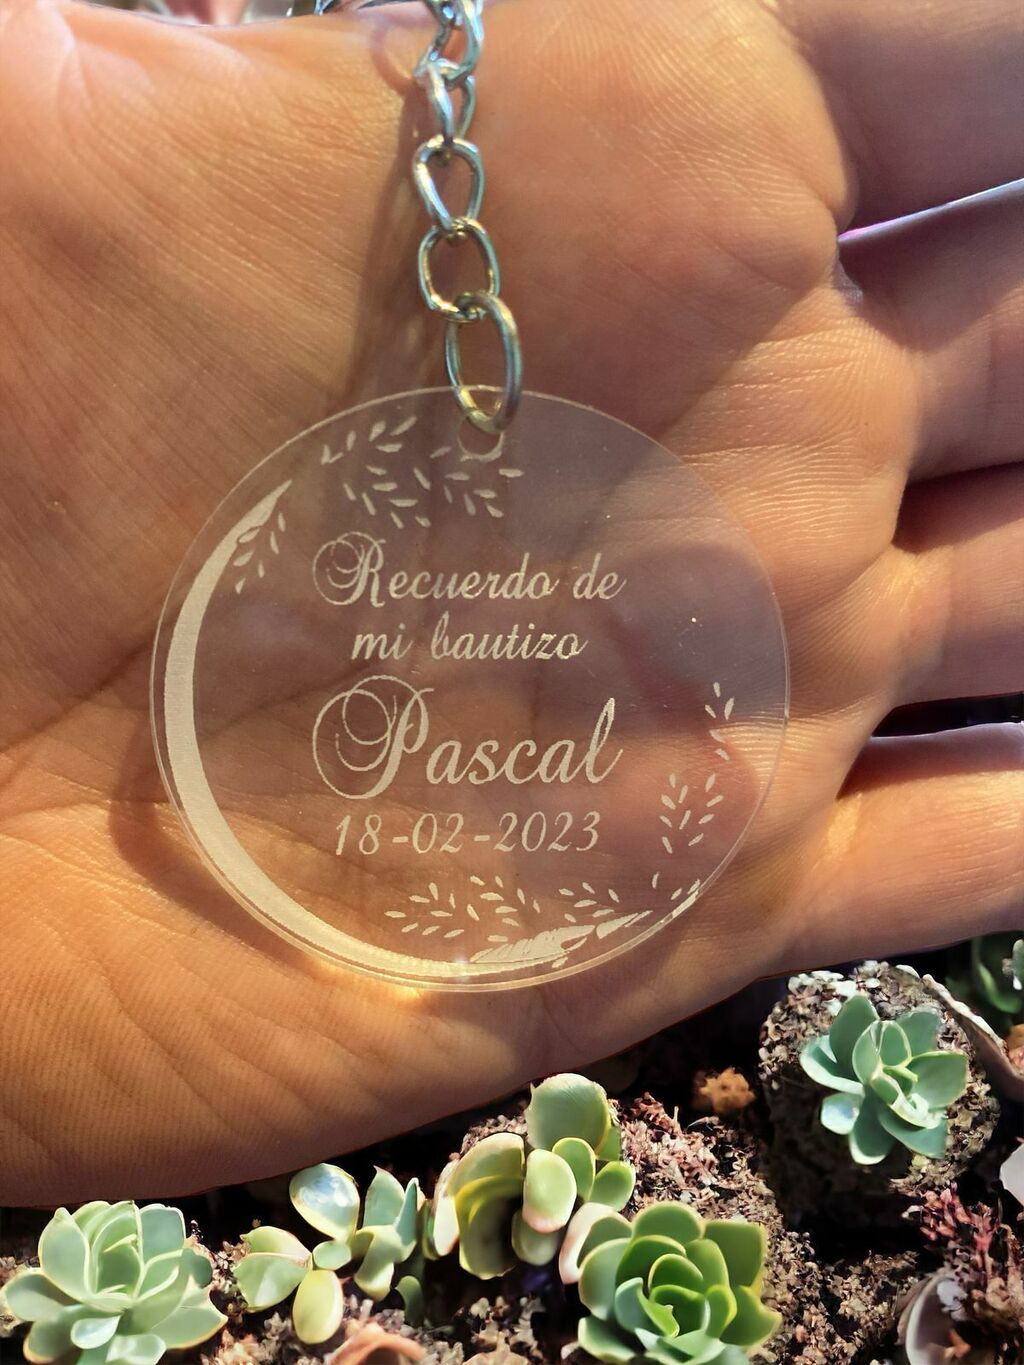 Recuerdo de
mi bautizo
Pascal
18-02-2023